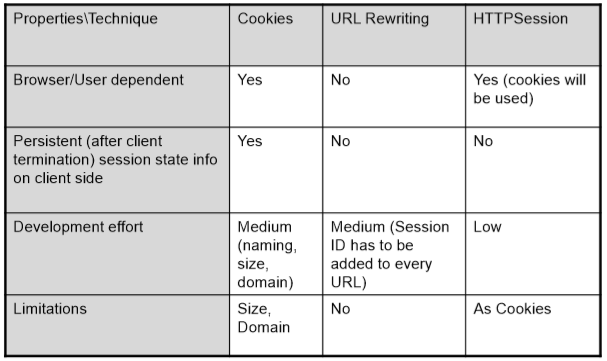 Properties\Technique
Cookies
URL Rewriting
HTTPSession
Browser/User dependent
Yes
No
Yes (cookies will
be used)
Persistent (after client
termination) session state info
on client side
Yes
No
No
Development effort
Medium
(naming,
size,
domain)
Medium (Session
ID has to be
added to every
URL)
Low
Limitations
Size,
Domain
No
As Cookies